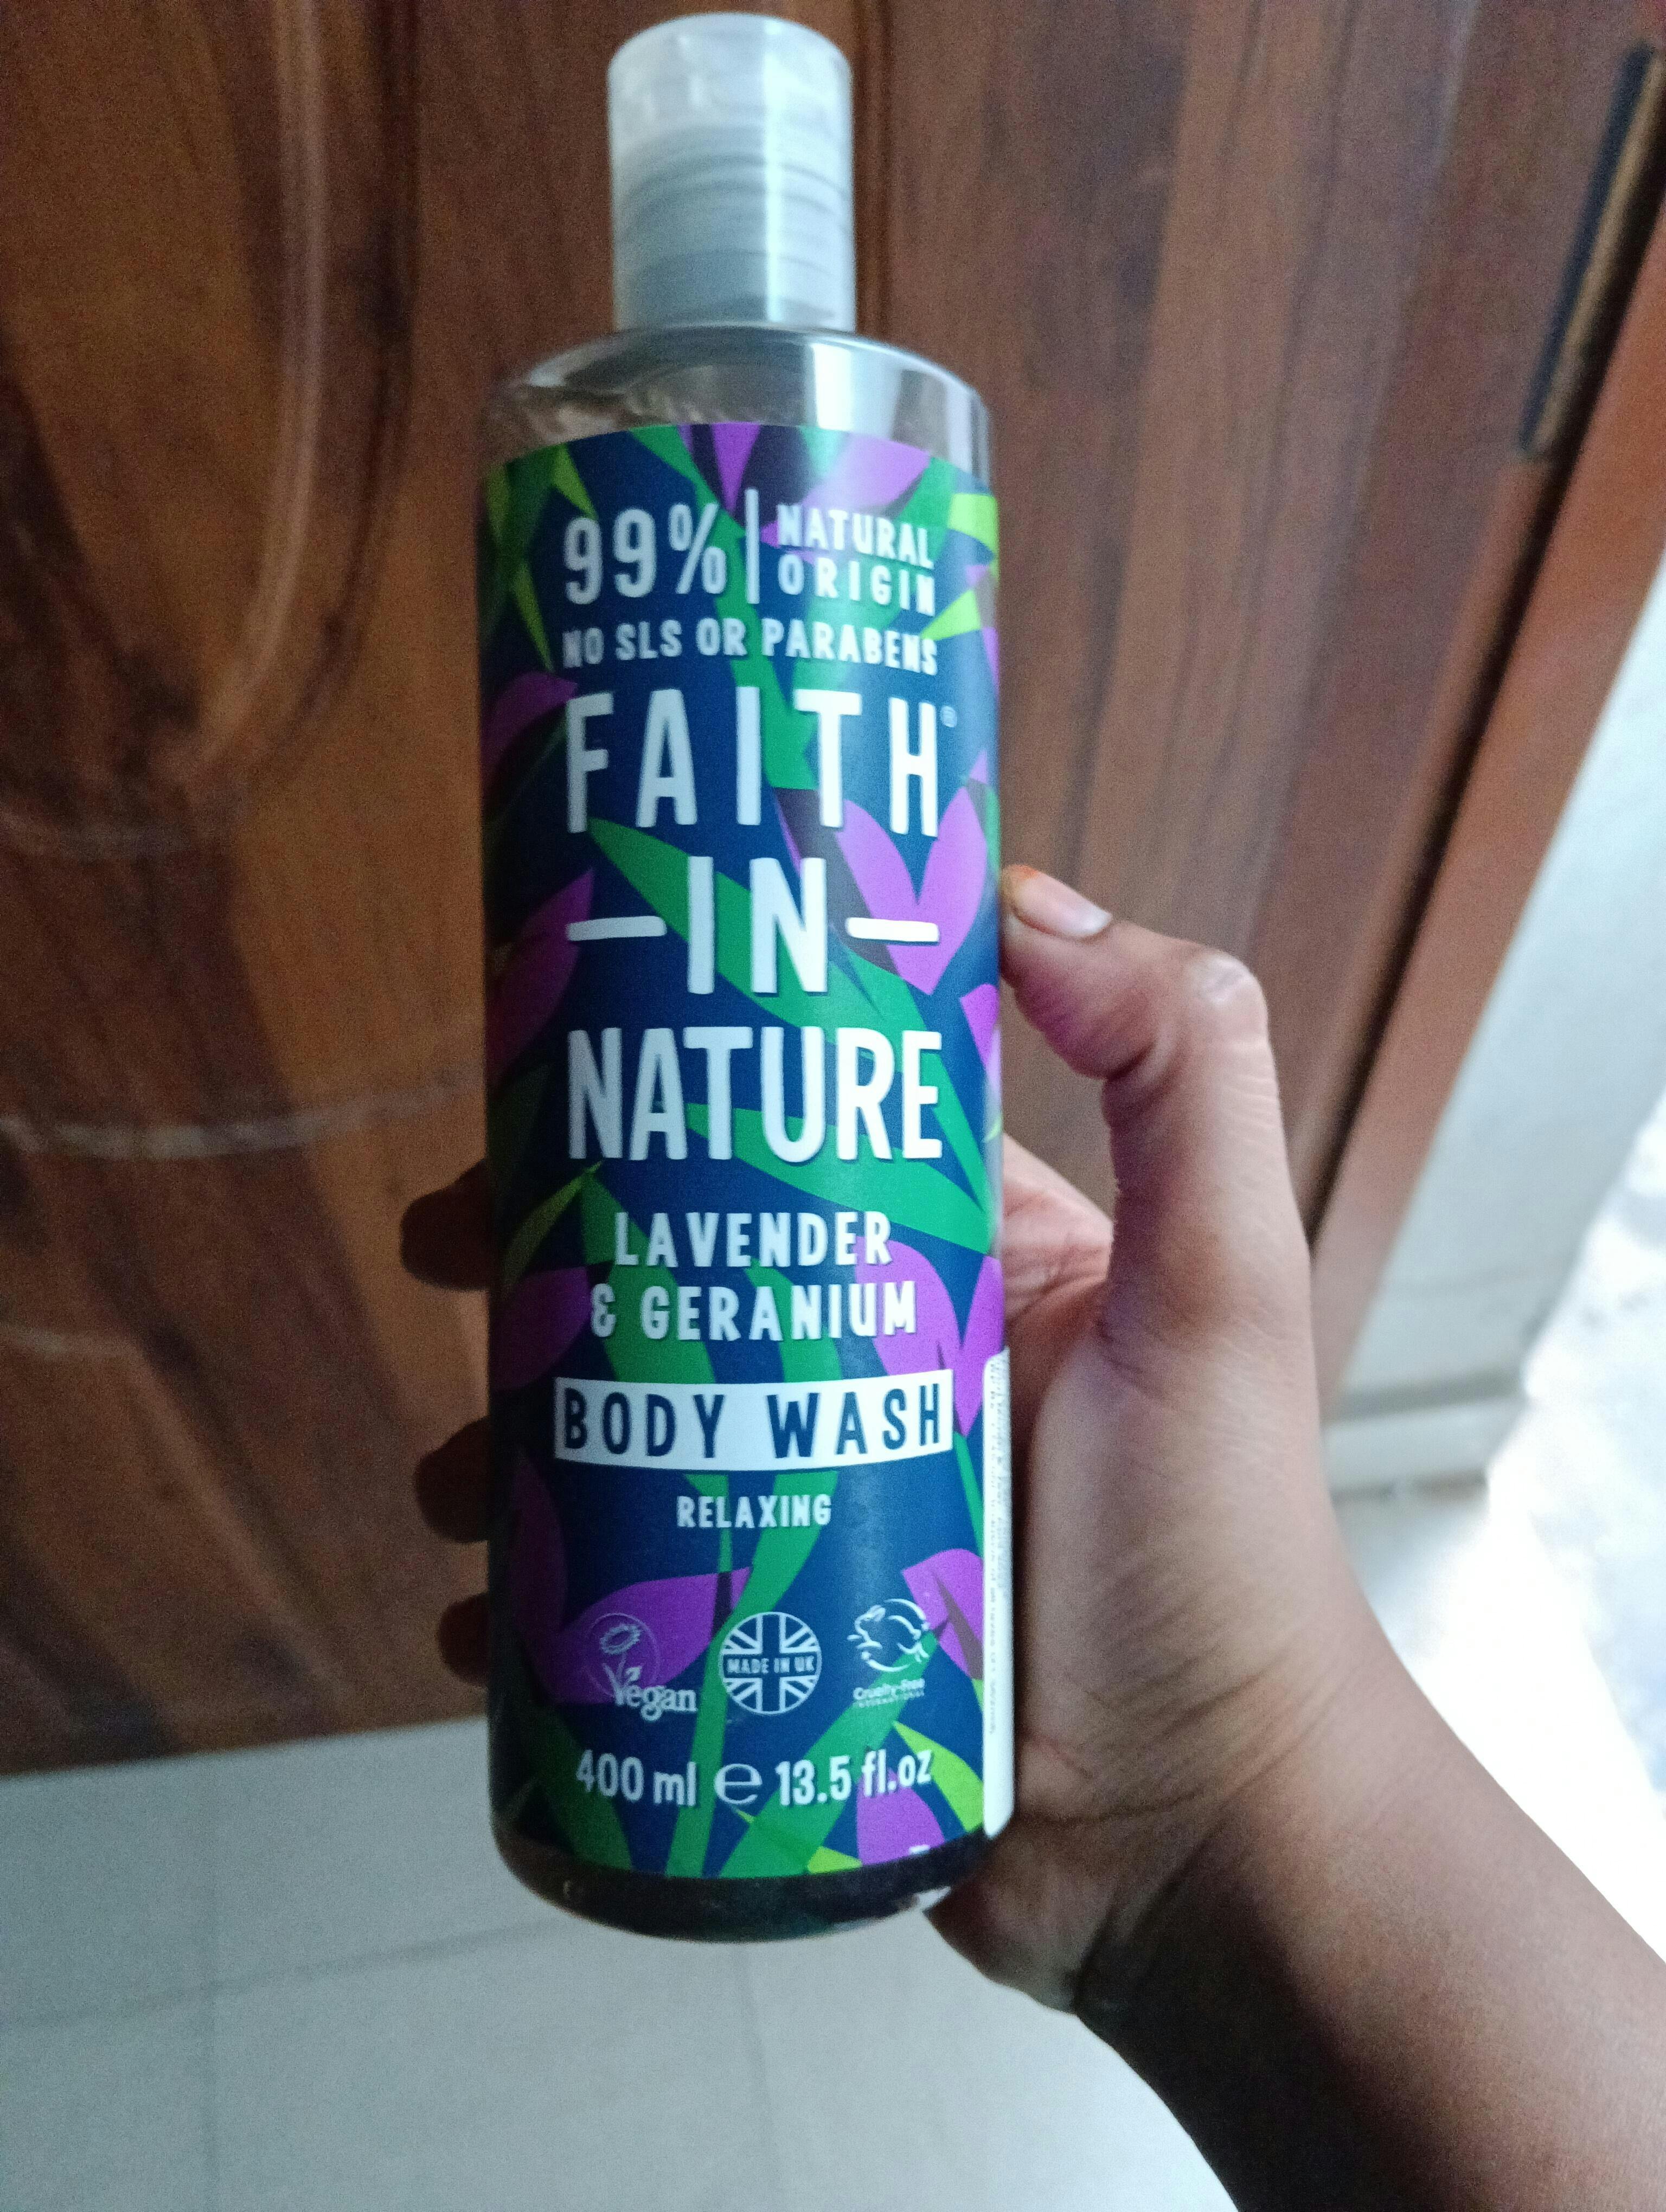 99% NATURAL
ORIGIN
NO SLS OR PARABENS
FAITH®
IN
NATURE
LAVENDER
& GERANIUM
BODY WASH
RELAXING
Vegan
MADE IN UK
Cruelty-Free
INTERNATIONAL
400 ml e 13.5 fl.oz